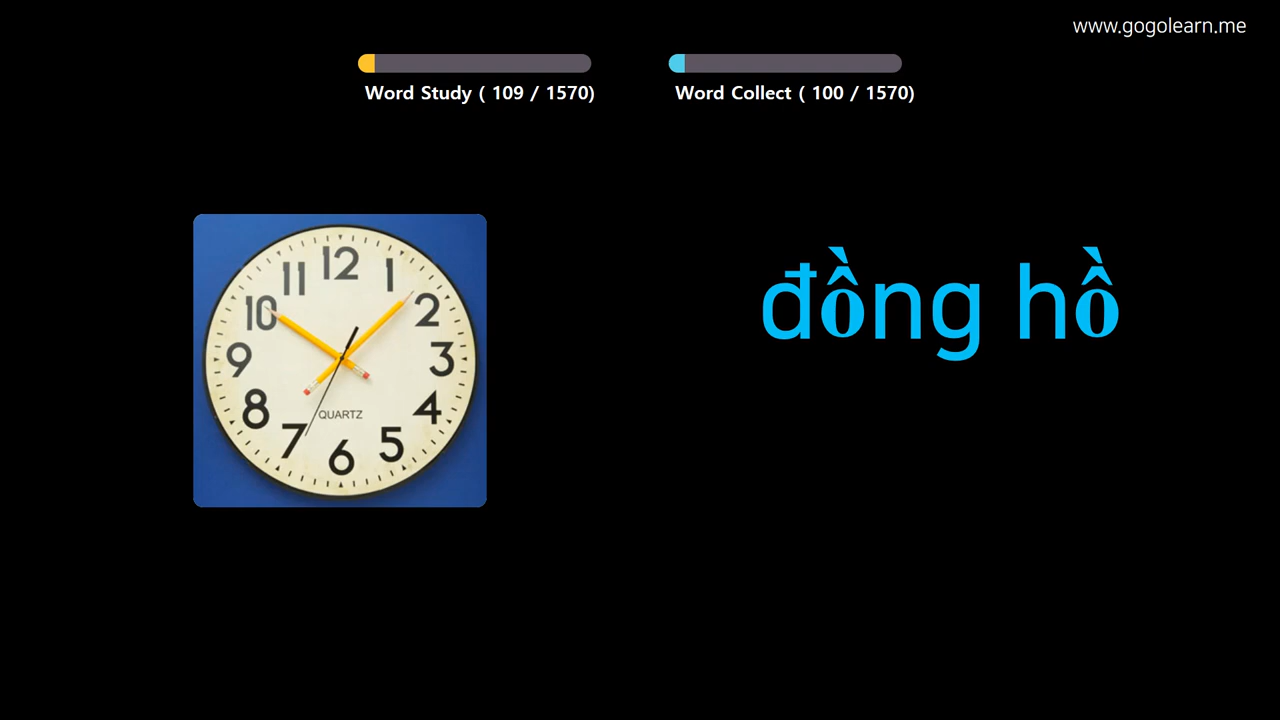 www.gogolearn.me
Word Study ( 109 / 1570)
Word Collect ( 100 / 1570)
12
11
1
10
2
9
3
8
4
QUARTZ
7
5
6
đồng hồ